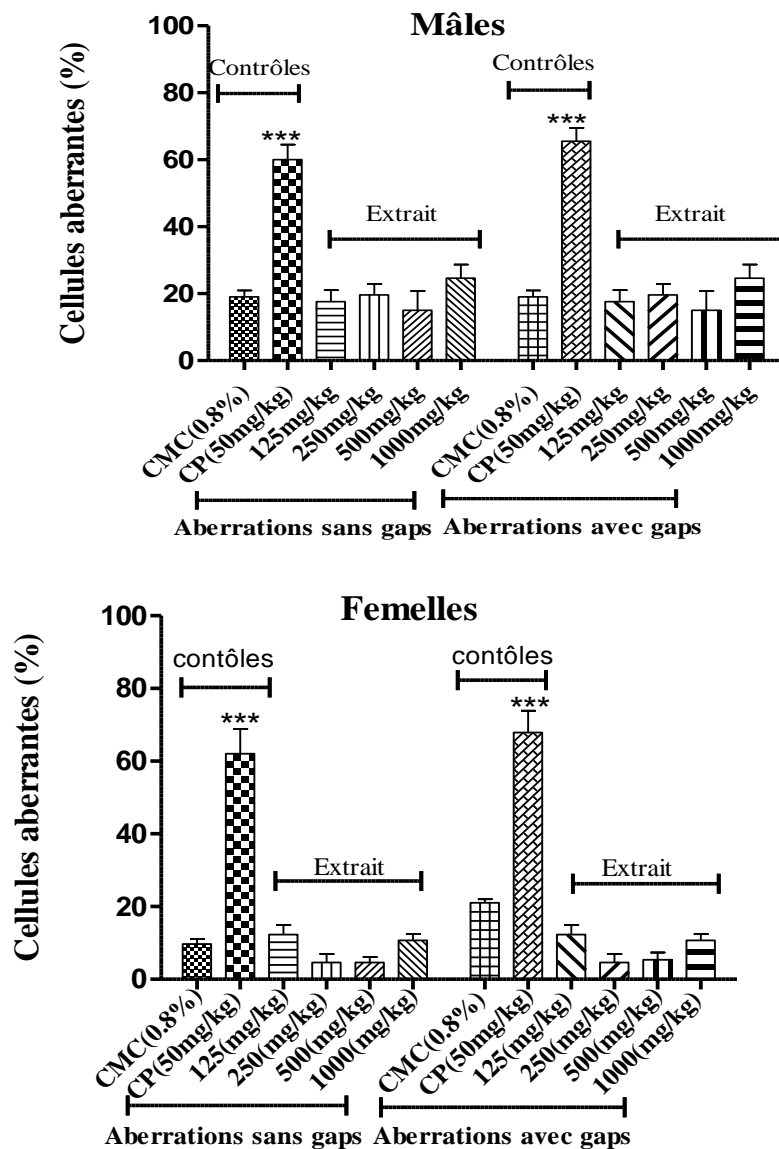 Mâles
Cellules aberrantes (%)
100
80
60
40
20
0
Contrôles
Contrôles
***
***
Extrait
Extrait
CMC(0.8%)
CP(50mg/kg)
125mg/kg
250mg/kg
500mg/kg
1000mg/kg
CMC(0.8%)
CP(50mg/kg)
125mg/kg
250mg/kg
500mg/kg
1000mg/kg
Aberrations sans gaps
Aberrations avec gaps
Femelles
Cellules aberrantes (%)
100
80
60
40
20
0
contôles
contôles
***
***
Extrait
Extrait
CMC(0.8%)
CP(50mg/kg)
125(mg/kg)
250(mg/kg)
500(mg/kg)
1000(mg/kg)
CMC(0.8%)
CP(50mg/kg)
125(mg/kg)
250(mg/kg)
500(mg/kg)
1000(mg/kg)
Aberrations sans gaps
Aberrations avec gaps